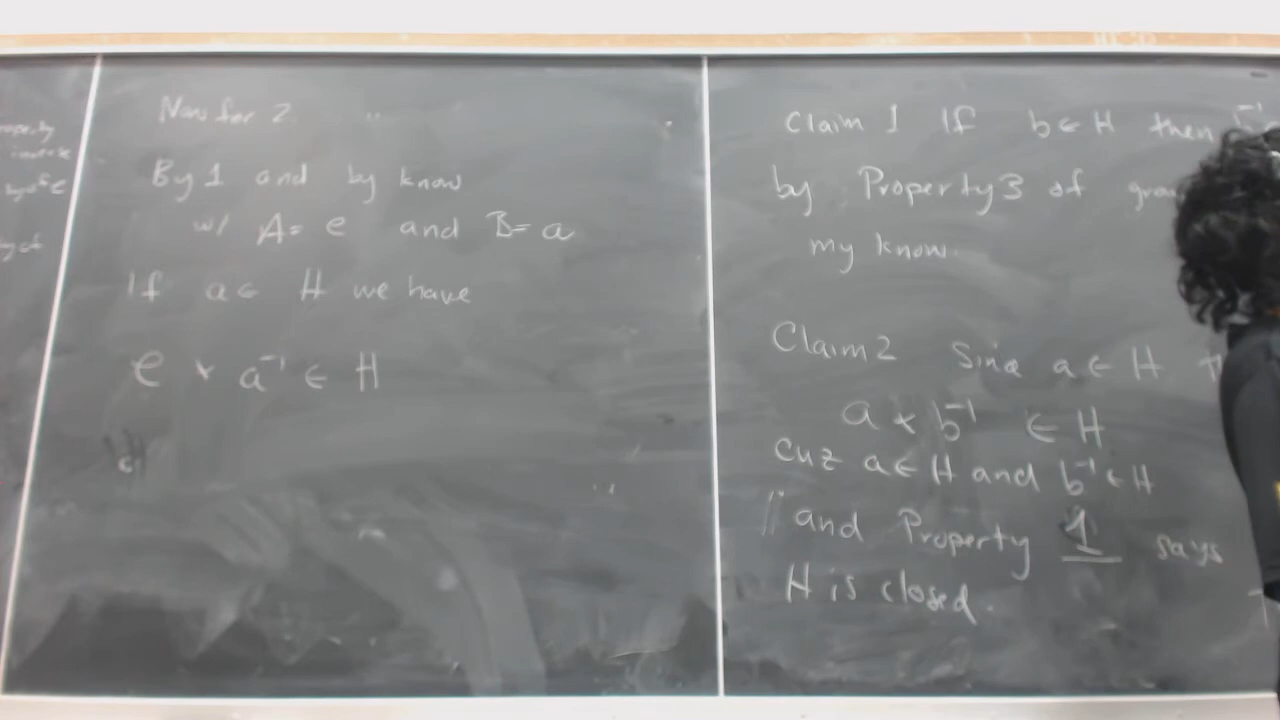 Now for 2
By 1 and by know
w/ A= e and B= a
If a ∈ H we have
e * a⁻¹ ∈ H
Claim 1 If b ∈ H then b⁻¹
by Property 3 of
my know.
Claim 2 Since a ∈ H
a * b⁻¹ ∈ H
cuz a ∈ H and b⁻¹ ∈ H
and Property 1 says
H is closed.